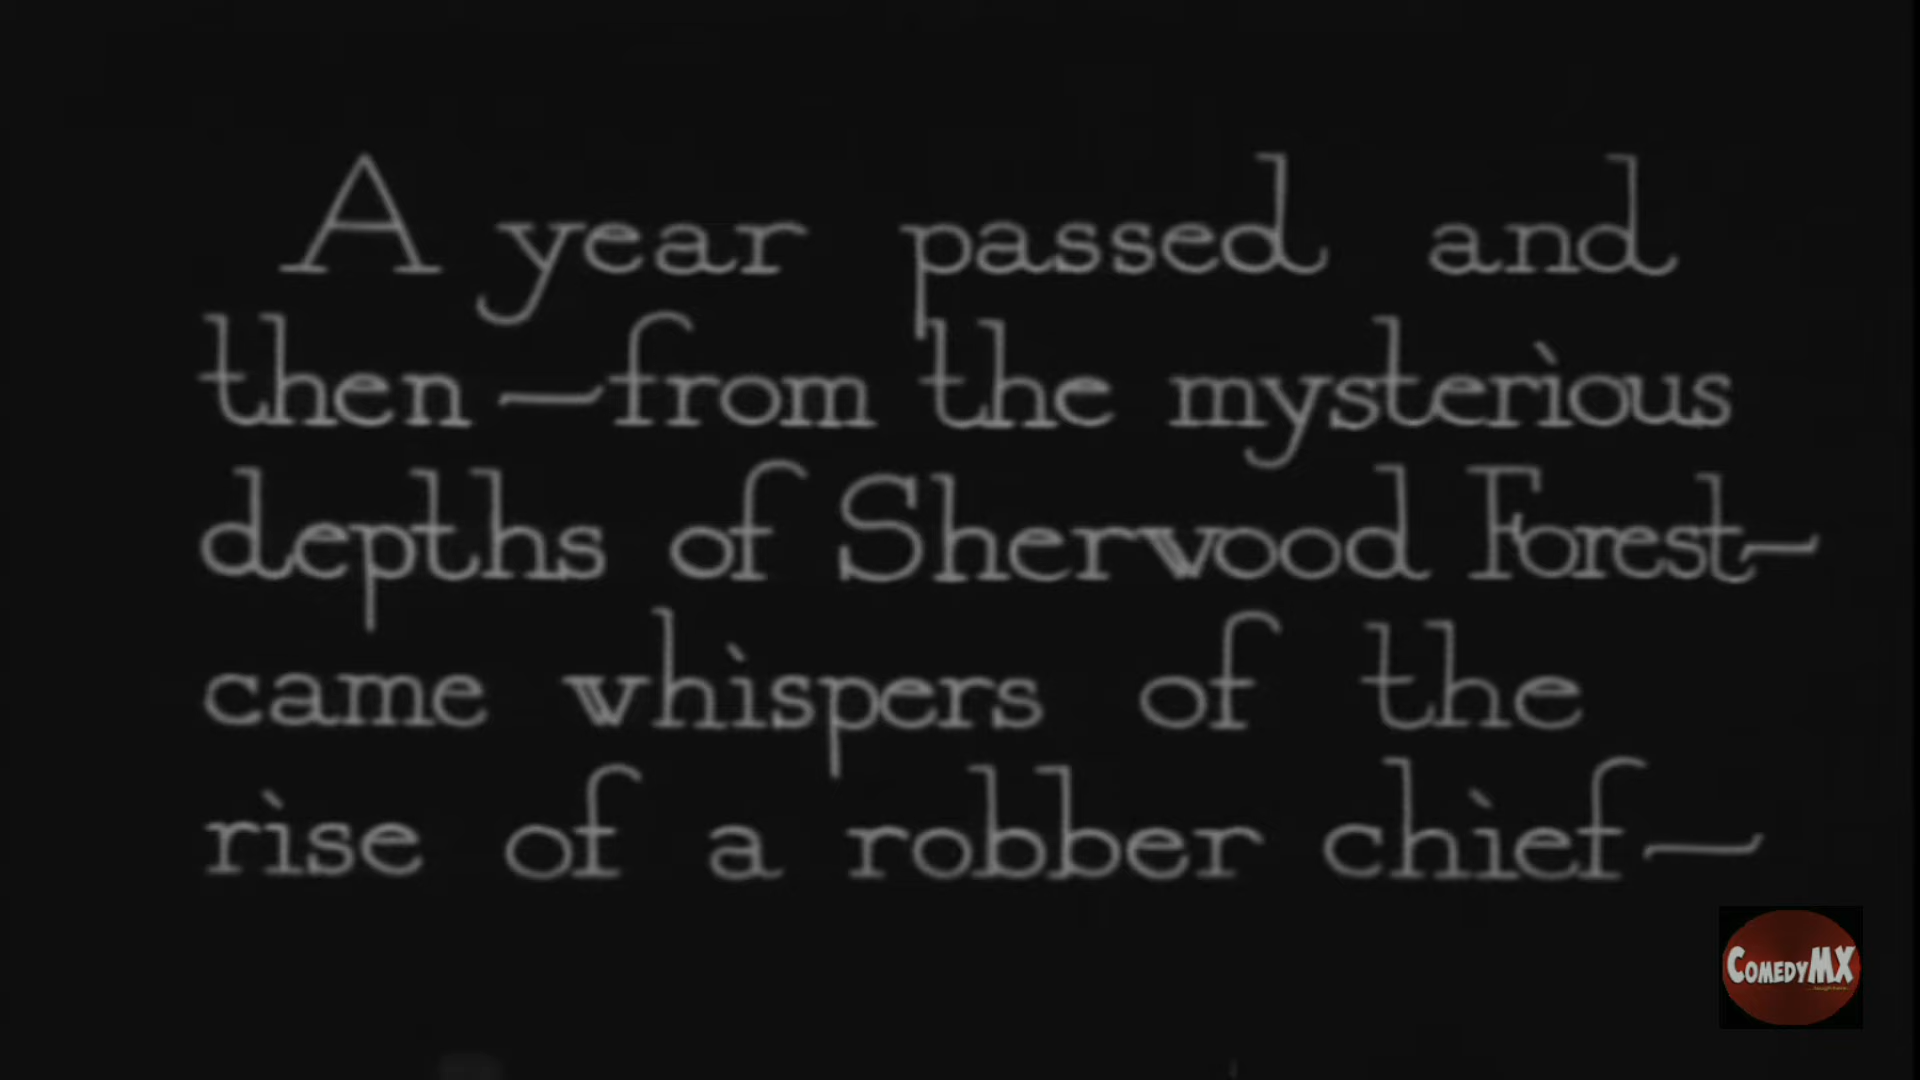 A year passed and
then—from the mysterious
depths of Sherwood Forest—
came whispers of the
rise of a robber chief—
COMEDYMX